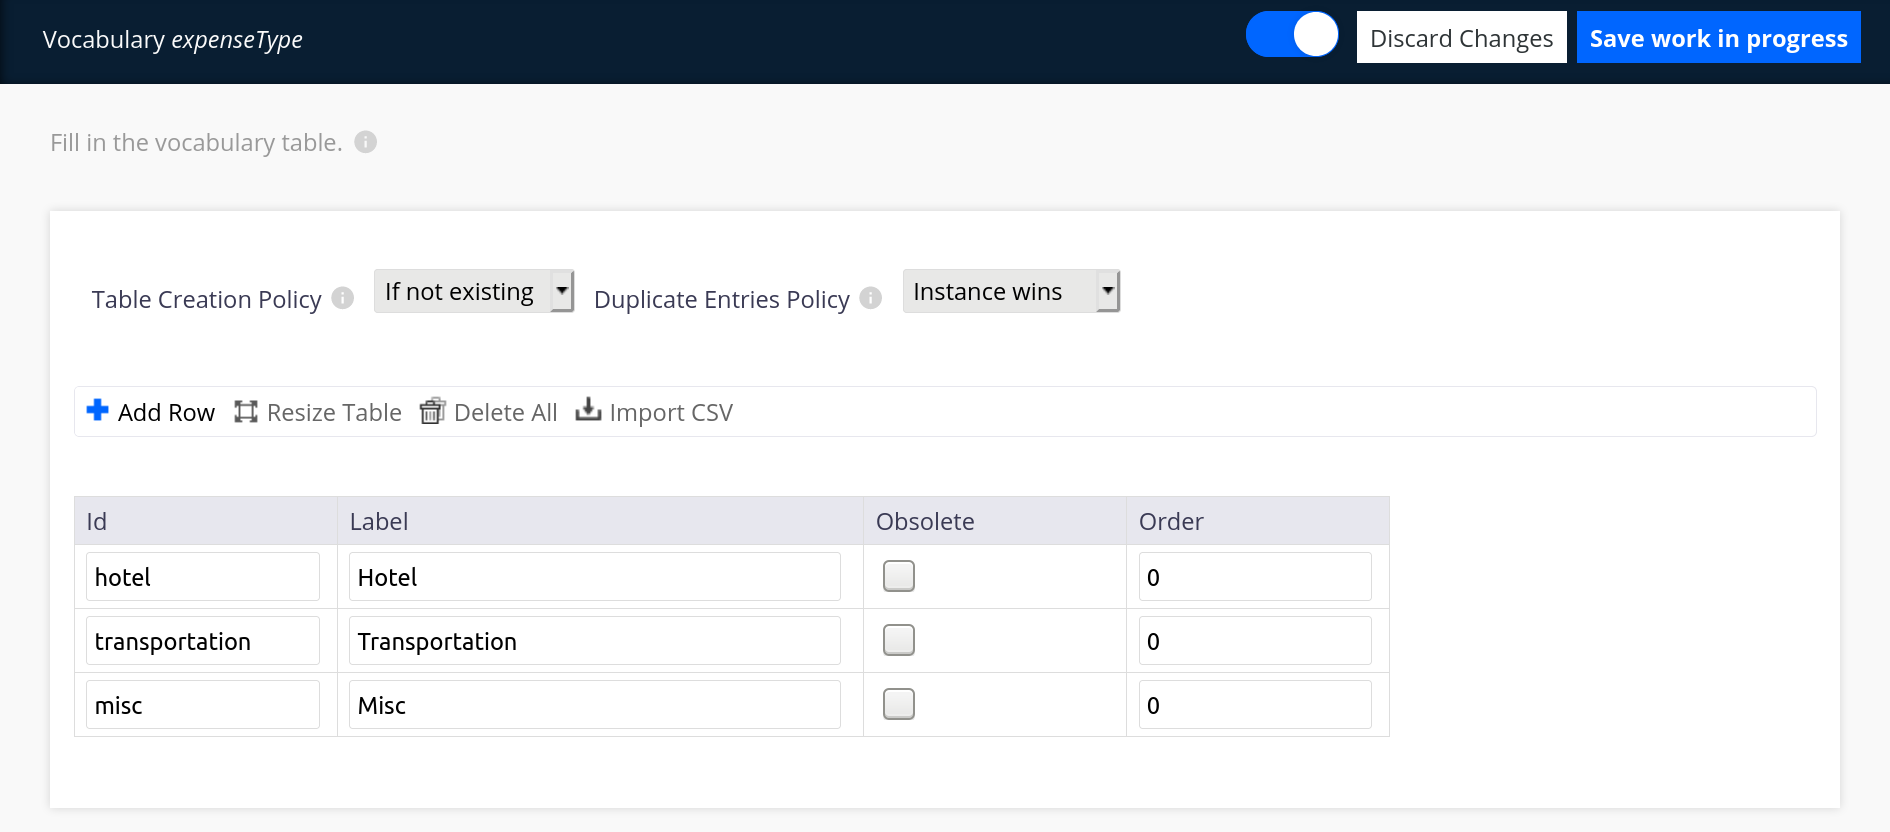 Vocabulary expenseType Discard Changes Save work in progress
Fill in the vocabulary table.
Table Creation Policy If not existing Duplicate Entries Policy Instance wins
Add Row Resize Table Delete All Import CSV
Id Label Obsolete Order
hotel Hotel 0
transportation Transportation 0
misc Misc 0